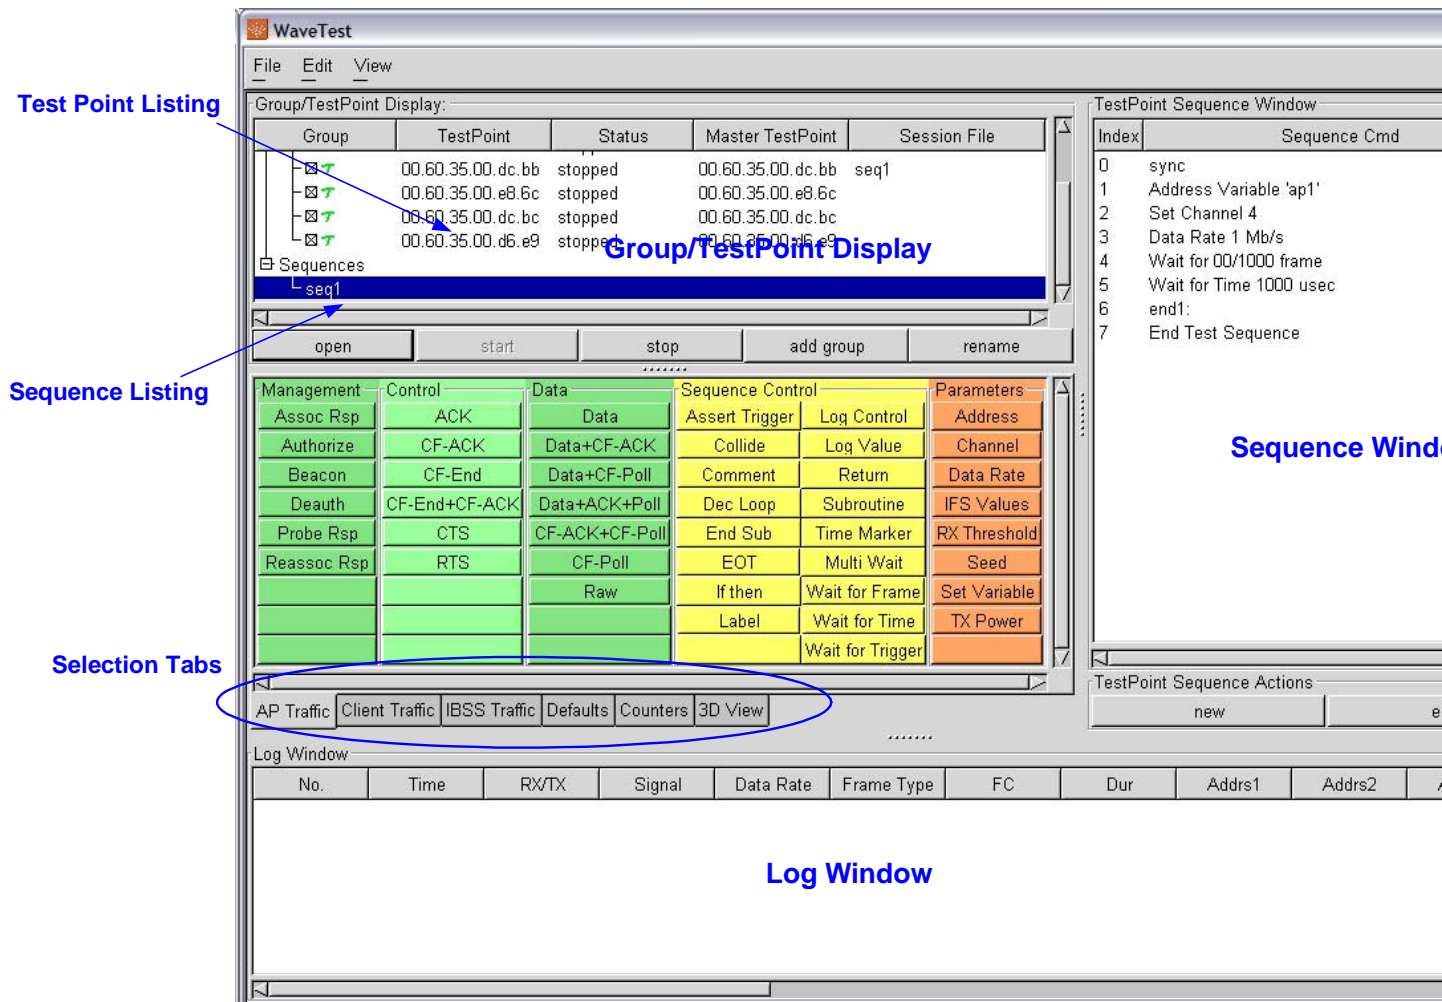 WaveTest
File Edit View
Test Point Listing
Group/TestPoint Display:
Group TestPoint Status Master TestPoint Session File
00.60.35.00.dc.bb stopped 00.60.35.00.dc.bb seq1
00.60.35.00.e8.6c stopped 00.60.35.00.e8.6c
00.60.35.00.dc.bc stopped 00.60.35.00.dc.bc
00.60.35.00.d6.e9 stopped 00.60.35.00.d6.e9
Group/TestPoint Display
Sequences
seq1
open start stop add group rename
Sequence Listing
TestPoint Sequence Window
Index Sequence Cmd
0 sync
1 Address Variable 'ap1'
2 Set Channel 4
3 Data Rate 1 Mb/s
4 Wait for 00/1000 frame
5 Wait for Time 1000 usec
6 end1:
7 End Test Sequence
Management Control Data Sequence Control Parameters
Assoc Rsp ACK Data Assert Trigger Log Control Address
Authorize CF-ACK Data+CF-ACK Collide Log Value Channel
Beacon CF-End Data+CF-Poll Comment Return Data Rate
Deauth CF-End+CF-ACK Data+ACK+Poll Dec Loop Subroutine IFS Values
Probe Rsp CTS CF-ACK+CF-Poll End Sub Time Marker RX Threshold
Reassoc Rsp RTS CF-Poll EOT Multi Wait Seed
Raw If then Wait for Frame Set Variable
Label Wait for Time TX Power
Wait for Trigger
Sequence Windo
Selection Tabs
AP Traffic Client Traffic IBSS Traffic Defaults Counters 3D View
TestPoint Sequence Actions
new e
Log Window
No. Time RX/TX Signal Data Rate Frame Type FC Dur Addrs1 Addrs2
Log Window